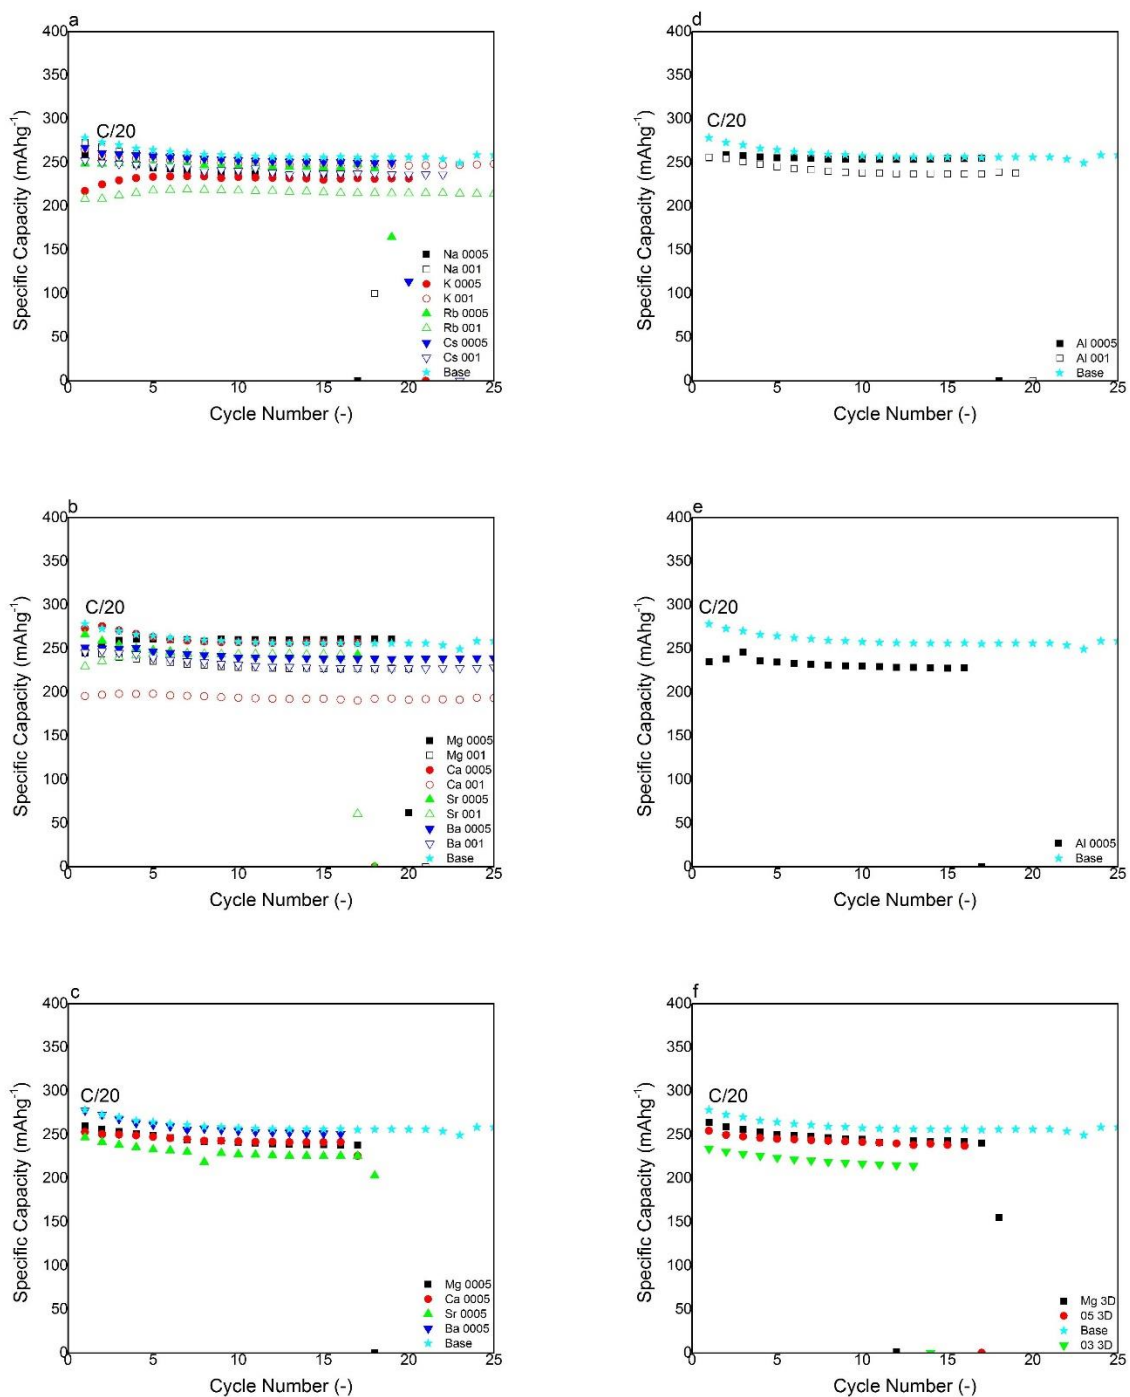 a
400
350
300
250
200
150
100
50
0
Specific Capacity (mAhg⁻¹)
C/20
Na 0005
Na 001
K 0005
K 001
Rb 0005
Rb 001
Cs 0005
Cs 001
Base
0 5 10 15 20 25
Cycle Number (-)
d
400
350
300
250
200
150
100
50
0
Specific Capacity (mAhg⁻¹)
C/20
Al 0005
Al 001
Base
0 5 10 15 20 25
Cycle Number (-)
b
400
350
300
250
200
150
100
50
0
Specific Capacity (mAhg⁻¹)
C/20
Mg 0005
Mg 001
Ca 0005
Ca 001
Sr 0005
Sr 001
Ba 0005
Ba 001
Base
0 5 10 15 20 25
Cycle Number (-)
e
400
350
300
250
200
150
100
50
0
Specific Capacity (mAhg⁻¹)
C/20
Al 0005
Base
0 5 10 15 20 25
Cycle Number (-)
c
400
350
300
250
200
150
100
50
0
Specific Capacity (mAhg⁻¹)
C/20
Mg 0005
Ca 0005
Sr 0005
Ba 0005
Base
0 5 10 15 20 25
Cycle Number (-)
f
400
350
300
250
200
150
100
50
0
Specific Capacity (mAhg⁻¹)
C/20
Mg 3D
05 3D
Base
03 3D
0 5 10 15 20 25
Cycle Number (-)